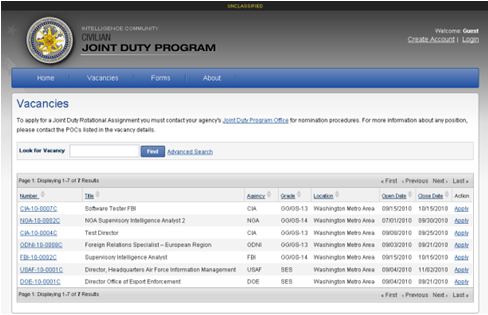 UNCLASSIFIED
INTELLIGENCE COMMUNITY
CIVILIAN
JOINT DUTY PROGRAM
Welcome: Guest
Create Account | Login
Home Vacancies Forms About
Vacancies
To apply for a Joint Duty Rotational Assignment you must contact your agency's Joint Duty Program Office for nomination procedures. For more information about any position,
please contact the POCs listed in the vacancy details.
Look for Vacancy Find Advanced Search
Page 1: Displaying 1-7 of 7 Results « First ‹ Previous Next › Last »
Number Title Agency Grade Location Open Date Close Date Action
CIA-10-0007C Software Tester FBI CIA GG/GS-13 Washington Metro Area 09/15/2010 10/15/2010 Apply
NGA-10-0002C NGA Supervisory Intelligence Analyst 2 NGA GG/GS-14 Washington Metro Area 07/01/2010 09/30/2010 Apply
CIA-10-0004C Test Director CIA GG/GS-13 Washington Metro Area 09/08/2010 09/25/2010 Apply
ODNI-10-0009C Foreign Relations Specialist – European Region ODNI GG/GS-13 Washington Metro Area 09/03/2010 09/21/2010 Apply
FBI-10-0002C Supervisory Intelligence Analyst FBI GG/GS-14 Washington Metro Area 09/03/2010 09/21/2010 Apply
USAF-10-0001C Director, Headquarters Air Force Information Management USAF SES Washington Metro Area 09/04/2010 11/02/2010 Apply
DOE-10-0001C Director Office of Export Enforcement DOE SES Washington Metro Area 09/04/2010 09/21/2010 Apply
Page 1: Displaying 1-7 of 7 Results « First ‹ Previous Next › Last »